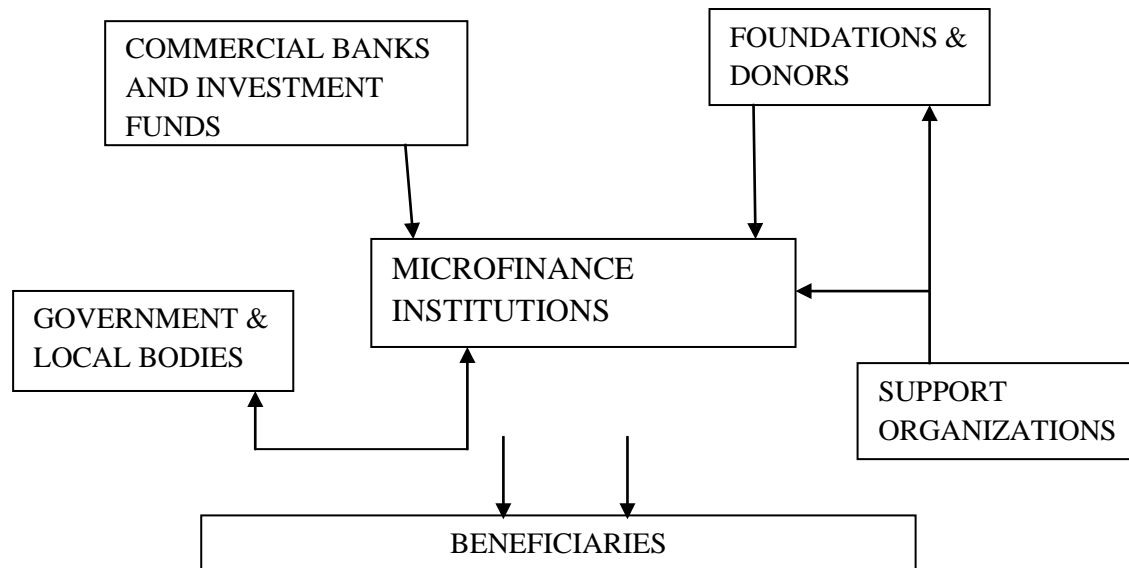 COMMERCIAL BANKS
AND INVESTMENT
FUNDS
FOUNDATIONS &
DONORS
MICROFINANCE
INSTITUTIONS
GOVERNMENT &
LOCAL BODIES
SUPPORT
ORGANIZATIONS
BENEFICIARIES